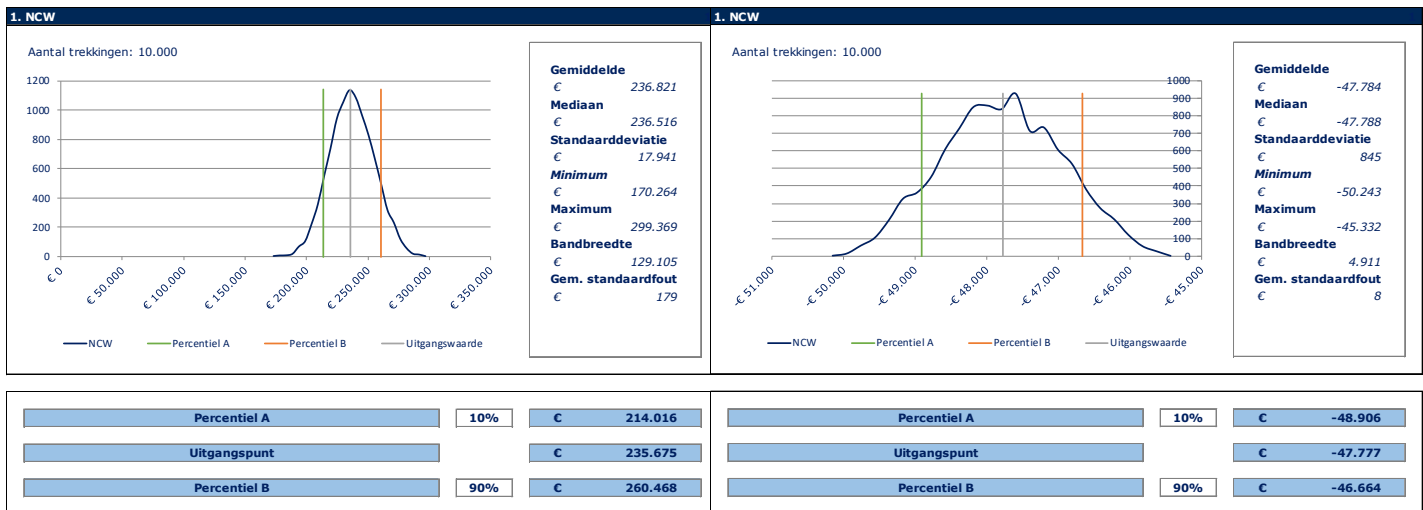 1. NCW
Aantal trekkingen: 10.000
1200
1000
800
600
400
200
0
€ 0
€ 50.000
€ 100.000
€ 150.000
€ 200.000
€ 250.000
€ 300.000
€ 350.000
NCW
Percentiel A
Percentiel B
Uitgangswaarde
Gemiddelde
€ 236.821
Mediaan
€ 236.516
Standaarddeviatie
€ 17.941
Minimum
€ 170.264
Maximum
€ 299.369
Bandbreedte
€ 129.105
Gem. standaardfout
€ 179
Percentiel A 10% € 214.016
Uitgangspunt € 235.675
Percentiel B 90% € 260.468
1. NCW
Aantal trekkingen: 10.000
1000
900
800
700
600
500
400
300
200
100
0
-€ 51.000
-€ 50.000
-€ 49.000
-€ 48.000
-€ 47.000
-€ 46.000
-€ 45.000
NCW
Percentiel A
Percentiel B
Uitgangswaarde
Gemiddelde
€ -47.784
Mediaan
€ -47.788
Standaarddeviatie
€ 845
Minimum
€ -50.243
Maximum
€ -45.332
Bandbreedte
€ 4.911
Gem. standaardfout
€ 8
Percentiel A 10% € -48.906
Uitgangspunt € -47.777
Percentiel B 90% € -46.664